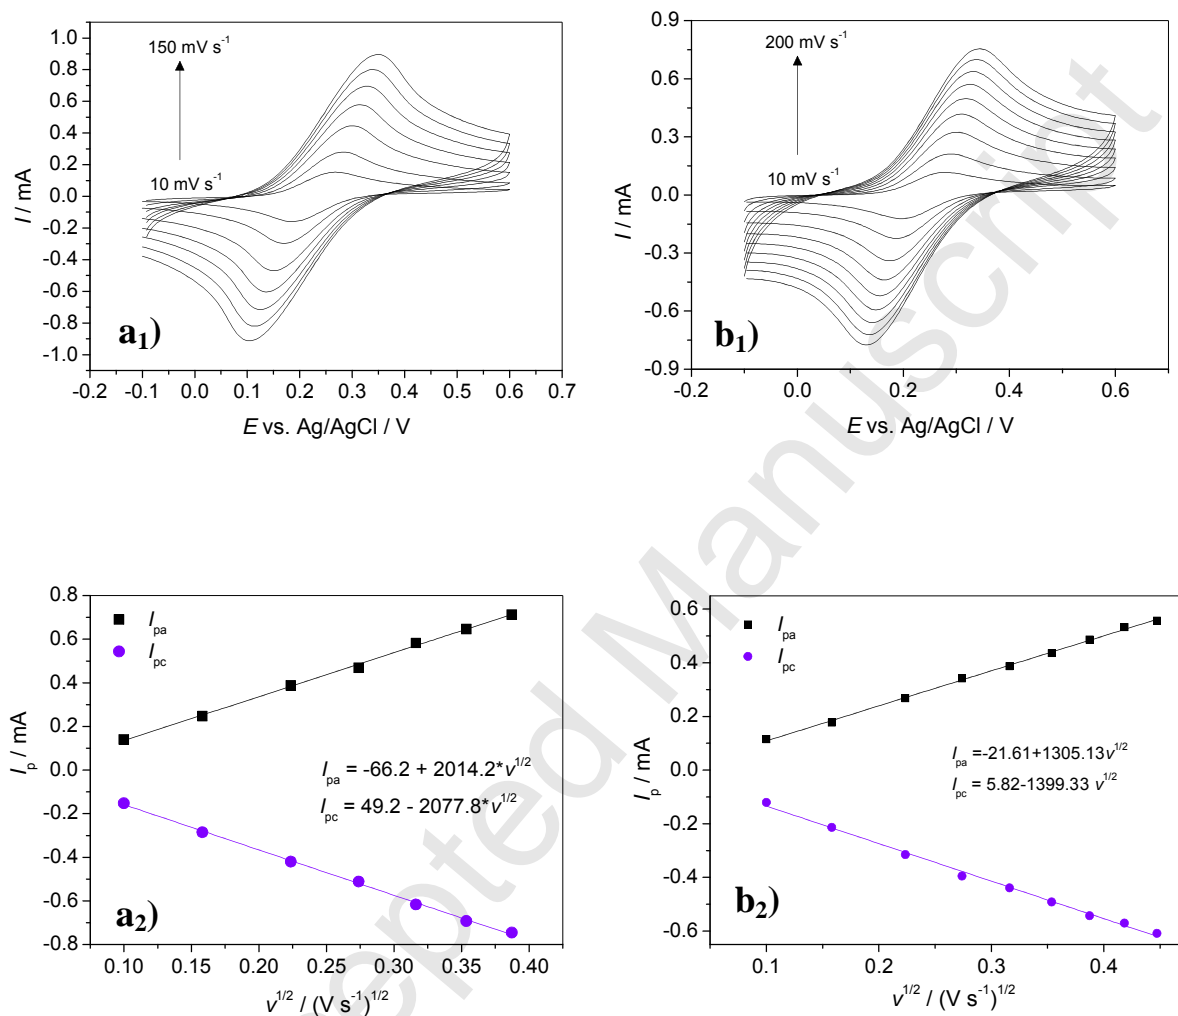 150 mV s⁻¹
10 mV s⁻¹
1.0
0.8
0.6
0.4
0.2
0.0
-0.2
-0.4
-0.6
-0.8
-1.0
I / mA
a₁)
-0.2 -0.1 0.0 0.1 0.2 0.3 0.4 0.5 0.6 0.7
E vs. Ag/AgCl / V
200 mV s⁻¹
10 mV s⁻¹
0.9
0.6
0.3
0.0
-0.3
-0.6
-0.9
I / mA
b₁)
-0.2 0.0 0.2 0.4 0.6
E vs. Ag/AgCl / V
0.8
0.6
0.4
0.2
0.0
-0.2
-0.4
-0.6
-0.8
Iₚ / mA
Ipa
Ipc
Ipa = -66.2 + 2014.2*v^1/2
Ipc = 49.2 - 2077.8*v^1/2
a₂)
0.10 0.15 0.20 0.25 0.30 0.35 0.40
v^1/2 / (V s⁻¹)^1/2
0.6
0.4
0.2
0.0
-0.2
-0.4
-0.6
Iₚ / mA
Ipa
Ipc
Ipa =-21.61+1305.13v^1/2
Ipc = 5.82-1399.33 v^1/2
b₂)
0.1 0.2 0.3 0.4
v^1/2 / (V s⁻¹)^1/2
epted Manuscript